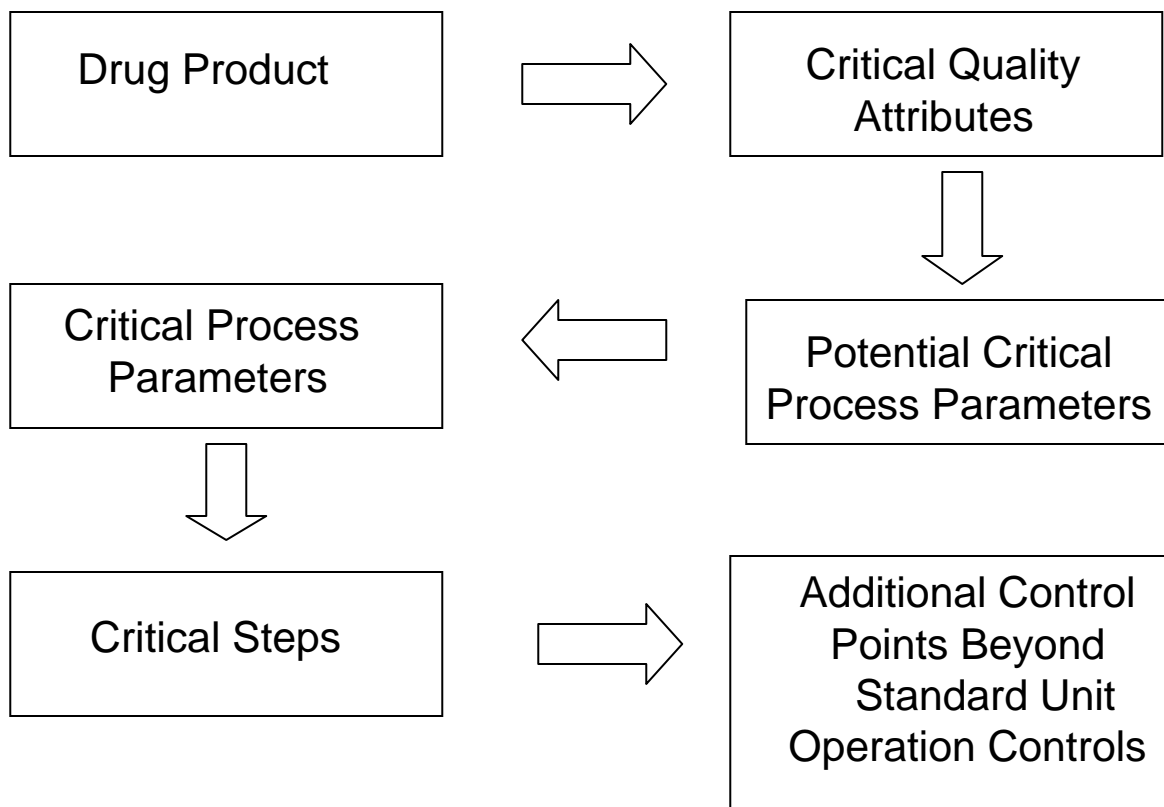 Drug Product
Critical Quality
Attributes
Potential Critical
Process Parameters
Critical Process
Parameters
Critical Steps
Additional Control
Points Beyond
Standard Unit
Operation Controls